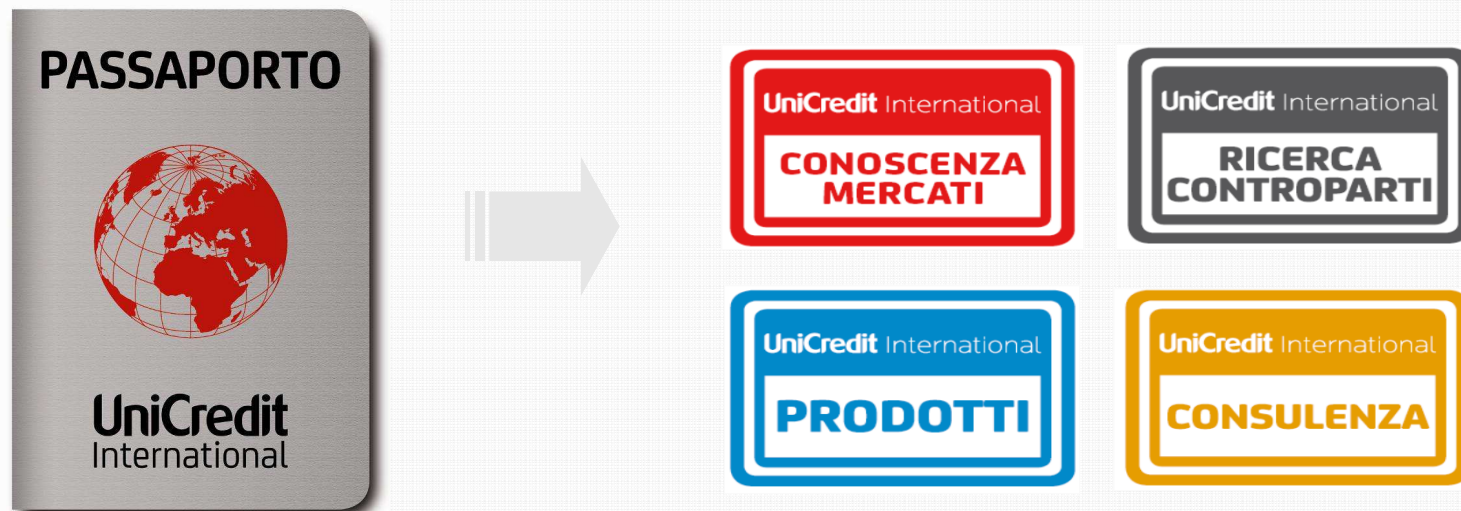 PASSAPORTO
UniCredit
International
UniCredit International
CONOSCENZA
MERCATI
UniCredit International
RICERCA
CONTROPARTI
UniCredit International
PRODOTTI
UniCredit International
CONSULENZA